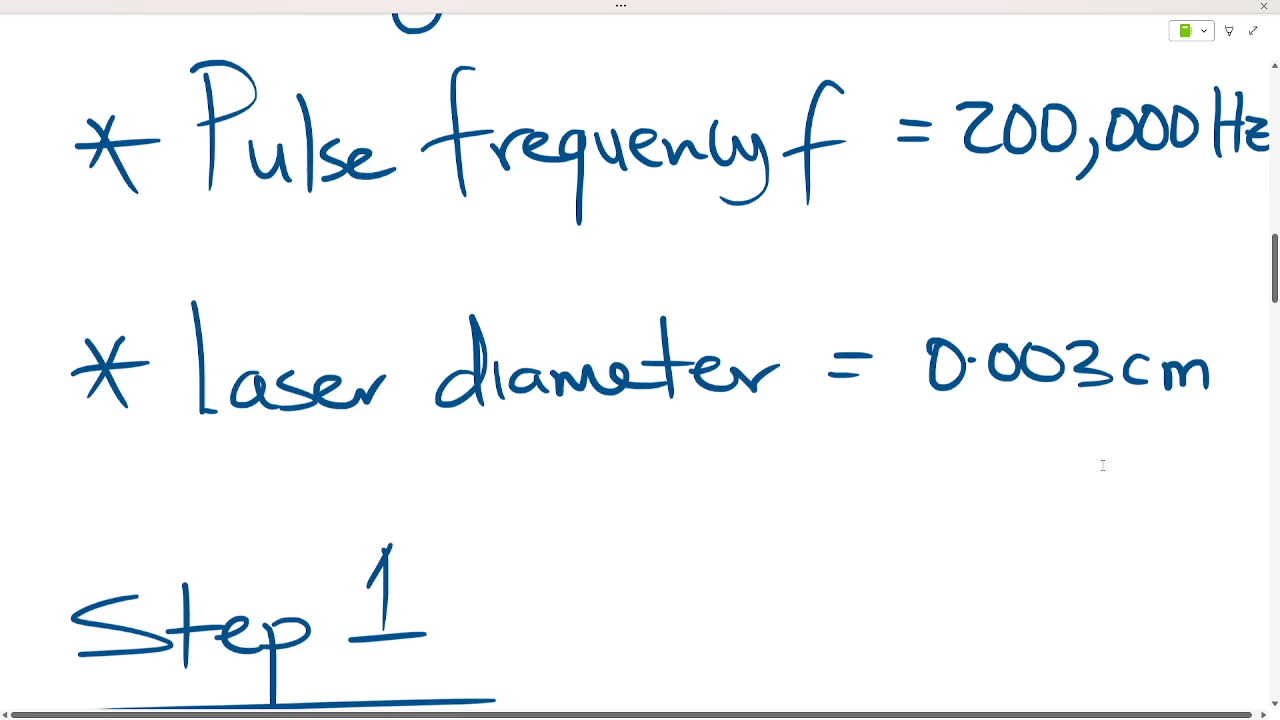 * Pulse frequency f = 200,000 Hz
* Laser diameter = 0.003 cm
Step 1